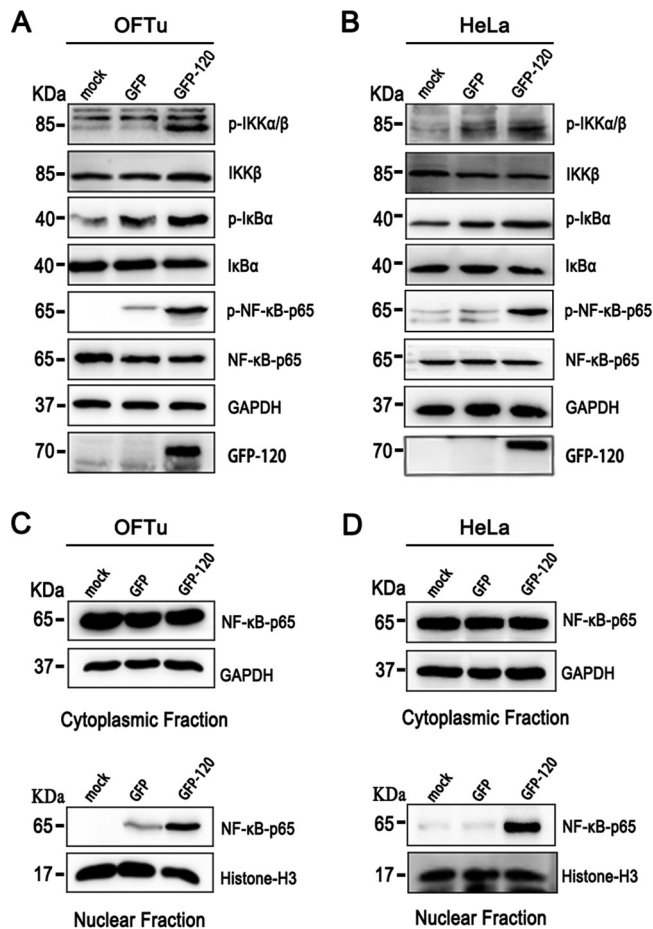 A
OFTu
mock GFP GFP-120
KDa
85 p-IKKα/β
85 IKKβ
40 p-IκBα
40 IκBα
65 p-NF-κB-p65
65 NF-κB-p65
37 GAPDH
70 GFP-120
B
HeLa
mock GFP GFP-120
KDa
85 p-IKKα/β
85 IKKβ
40 p-IκBα
40 IκBα
65 p-NF-κB-p65
65 NF-κB-p65
37 GAPDH
70 GFP-120
C
OFTu
mock GFP GFP-120
KDa
65 NF-κB-p65
37 GAPDH
Cytoplasmic Fraction
mock GFP GFP-120
KDa
65 NF-κB-p65
17 Histone-H3
Nuclear Fraction
D
HeLa
mock GFP GFP-120
KDa
65 NF-κB-p65
37 GAPDH
Cytoplasmic Fraction
mock GFP GFP-120
KDa
65 NF-κB-p65
17 Histone-H3
Nuclear Fraction